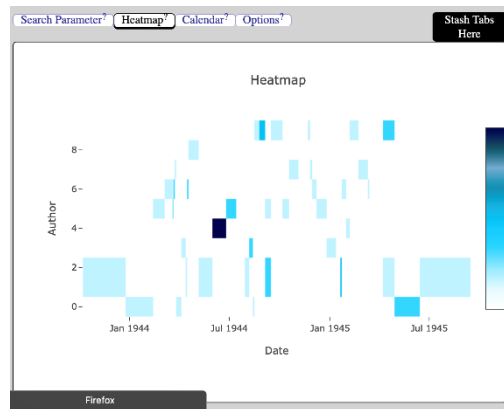 Search Parameter? Heatmap? Calendar? Options?
Stash Tabs
Here
Heatmap
8
6
4
2
0
Author
Jan 1944 Jul 1944 Jan 1945 Jul 1945
Date
Firefox